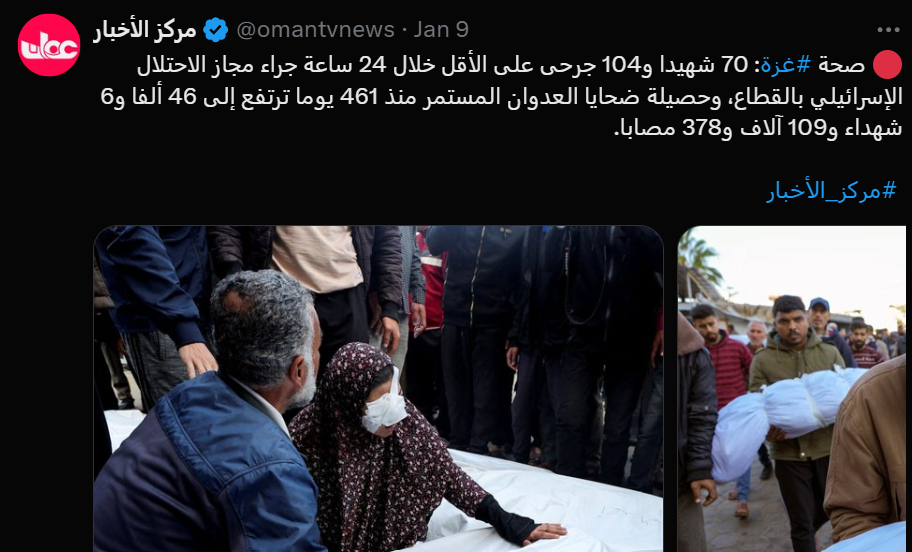 مركز الأخبار @omantvnews · Jan 9
🔴 صحة #غزة: 70 شهيدا و104 جرحى على الأقل خلال 24 ساعة جراء مجاز الاحتلال
الإسرائيلي بالقطاع، وحصيلة ضحايا العدوان المستمر منذ 461 يوما ترتفع إلى 46 ألفا و6
شهداء و109 آلاف و378 مصابا.
#مركز_الأخبار